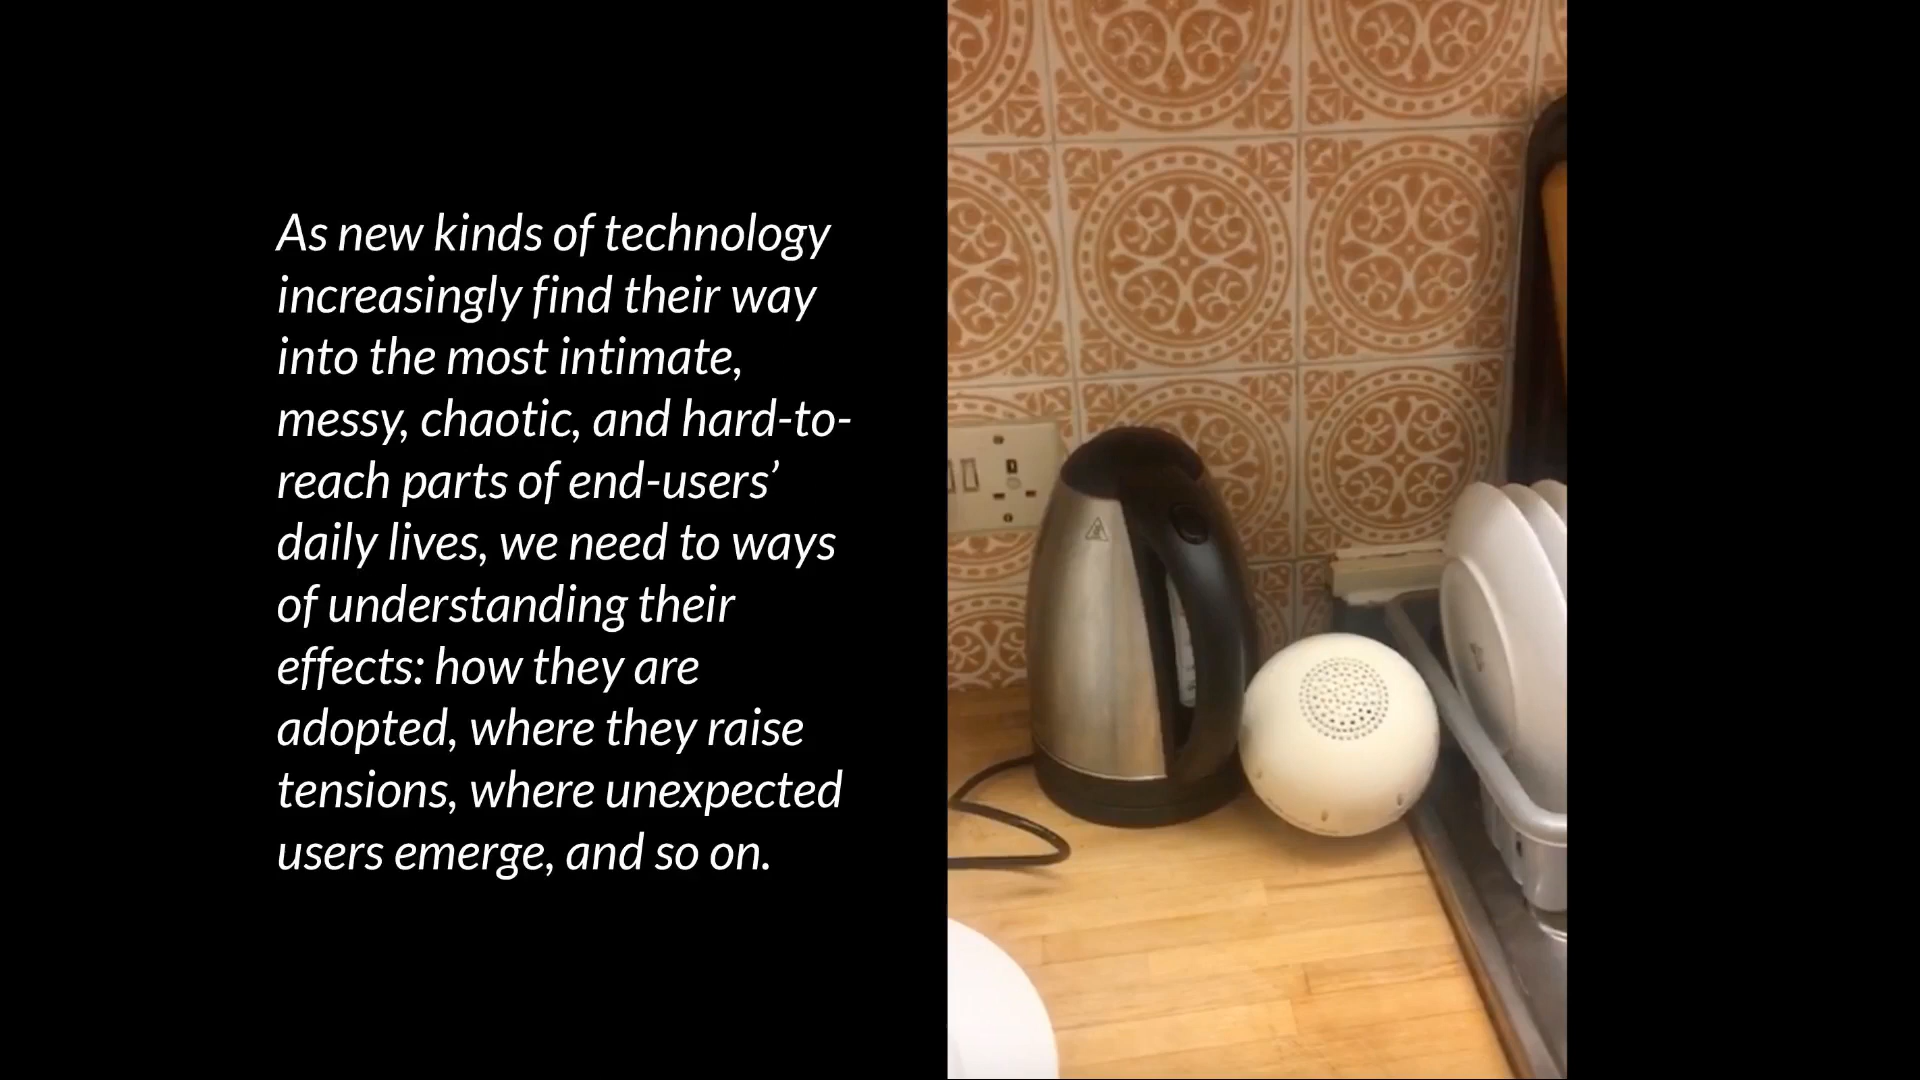 As new kinds of technology
increasingly find their way
into the most intimate,
messy, chaotic, and hard-to-
reach parts of end-users’
daily lives, we need to ways
of understanding their
effects: how they are
adopted, where they raise
tensions, where unexpected
users emerge, and so on.